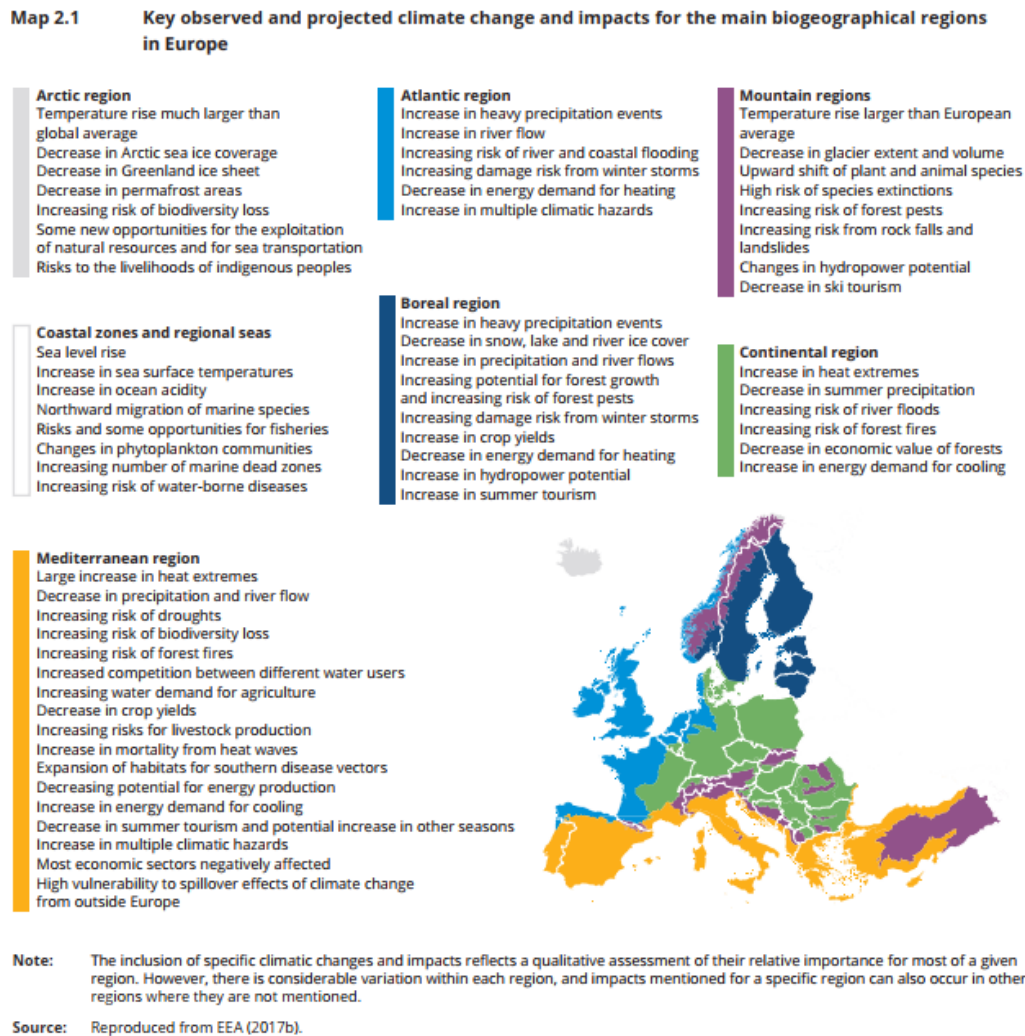 Map 2.1 Key observed and projected climate change and impacts for the main biogeographical regions
in Europe
Arctic region
Temperature rise much larger than
global average
Decrease in Arctic sea ice coverage
Decrease in Greenland ice sheet
Decrease in permafrost areas
Increasing risk of biodiversity loss
Some new opportunities for the exploitation
of natural resources and for sea transportation
Risks to the livelihoods of indigenous peoples
Atlantic region
Increase in heavy precipitation events
Increase in river flow
Increasing risk of river and coastal flooding
Increasing damage risk from winter storms
Decrease in energy demand for heating
Increase in multiple climatic hazards
Mountain regions
Temperature rise larger than European
average
Decrease in glacier extent and volume
Upward shift of plant and animal species
High risk of species extinctions
Increasing risk of forest pests
Increasing risk from rock falls and
landslides
Changes in hydropower potential
Decrease in ski tourism
Coastal zones and regional seas
Sea level rise
Increase in sea surface temperatures
Increase in ocean acidity
Northward migration of marine species
Risks and some opportunities for fisheries
Changes in phytoplankton communities
Increasing number of marine dead zones
Increasing risk of water-borne diseases
Boreal region
Increase in heavy precipitation events
Decrease in snow, lake and river ice cover
Increase in precipitation and river flows
Increasing potential for forest growth
and increasing risk of forest pests
Increasing damage risk from winter storms
Increase in crop yields
Decrease in energy demand for heating
Increase in hydropower potential
Increase in summer tourism
Continental region
Increase in heat extremes
Decrease in summer precipitation
Increasing risk of river floods
Increasing risk of forest fires
Decrease in economic value of forests
Increase in energy demand for cooling
Mediterranean region
Large increase in heat extremes
Decrease in precipitation and river flow
Increasing risk of droughts
Increasing risk of biodiversity loss
Increasing risk of forest fires
Increased competition between different water users
Increasing water demand for agriculture
Decrease in crop yields
Increasing risks for livestock production
Increase in mortality from heat waves
Expansion of habitats for southern disease vectors
Decreasing potential for energy production
Increase in energy demand for cooling
Decrease in summer tourism and potential increase in other seasons
Increase in multiple climatic hazards
Most economic sectors negatively affected
High vulnerability to spillover effects of climate change
from outside Europe
Note: The inclusion of specific climatic changes and impacts reflects a qualitative assessment of their relative importance for most of a given
region. However, there is considerable variation within each region, and impacts mentioned for a specific region can also occur in other
regions where they are not mentioned.
Source: Reproduced from EEA (2017b).